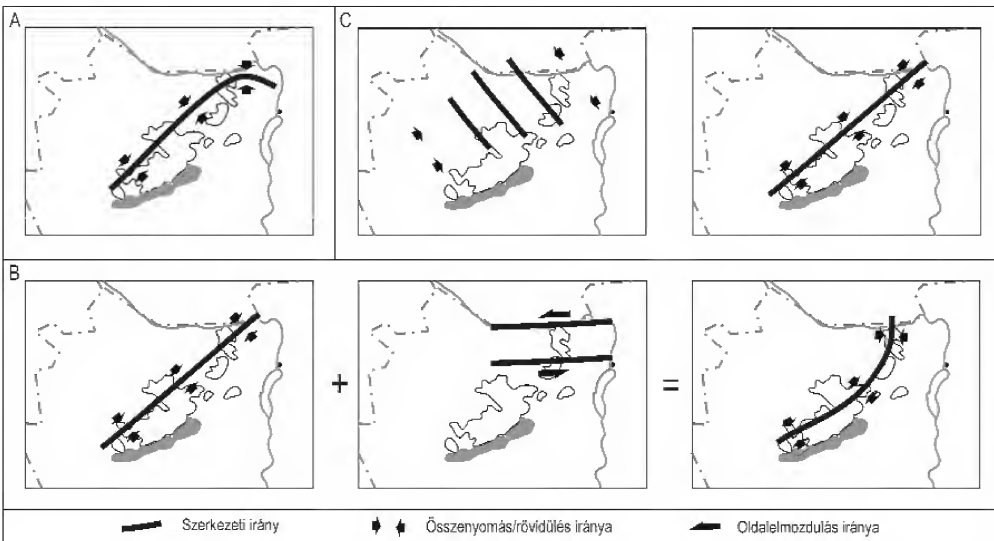 A
C
B
+
=
Szerkezeti irány
Összenyomás/rövidülés iránya
Oldalelmozdulás iránya